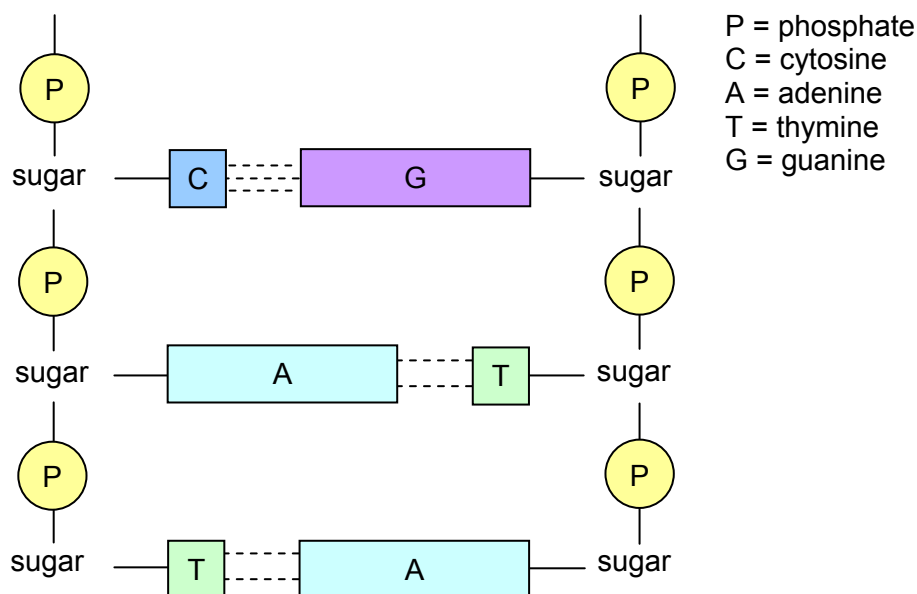 P = phosphate
C = cytosine
A = adenine
T = thymine
G = guanine
P P
sugar C G sugar
P P
sugar A T sugar
P P
sugar T A sugar